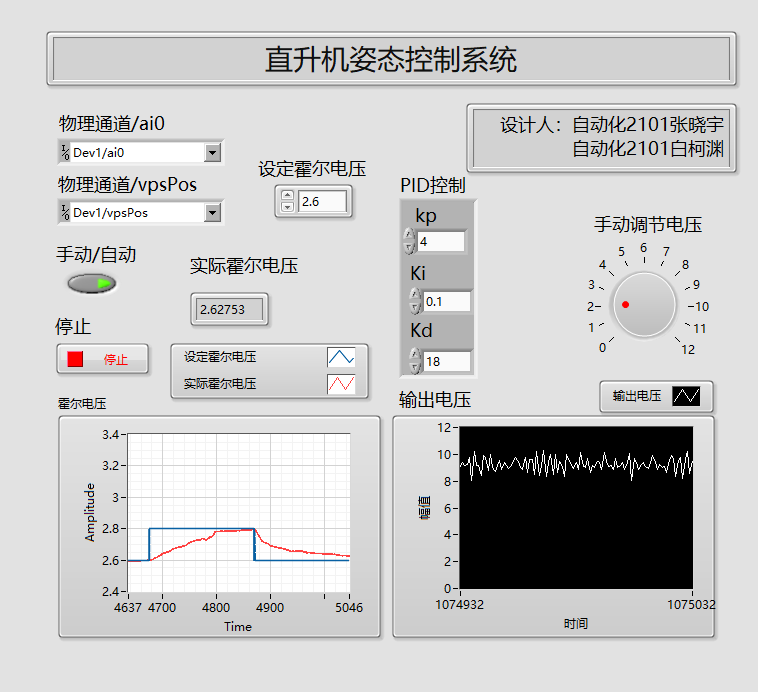 直升机姿态控制系统
设计人：自动化2101张晓宇
自动化2101白柯渊
物理通道/ai0
Dev1/ai0
物理通道/vpsPos
Dev1/vpsPos
设定霍尔电压
2.6
手动/自动
实际霍尔电压
2.62753
停止
停止
PID控制
kp
4
Ki
0.1
Kd
18
手动调节电压
0
1
2
3
4
5
6
7
8
9
10
11
12
设定霍尔电压
实际霍尔电压
霍尔电压
Amplitude
3.4
3.2
3
2.8
2.6
2.4
4637 4700 4800 4900 5046
Time
输出电压
输出电压
幅值
12
10
8
6
4
2
0
1074932 1075032
时间